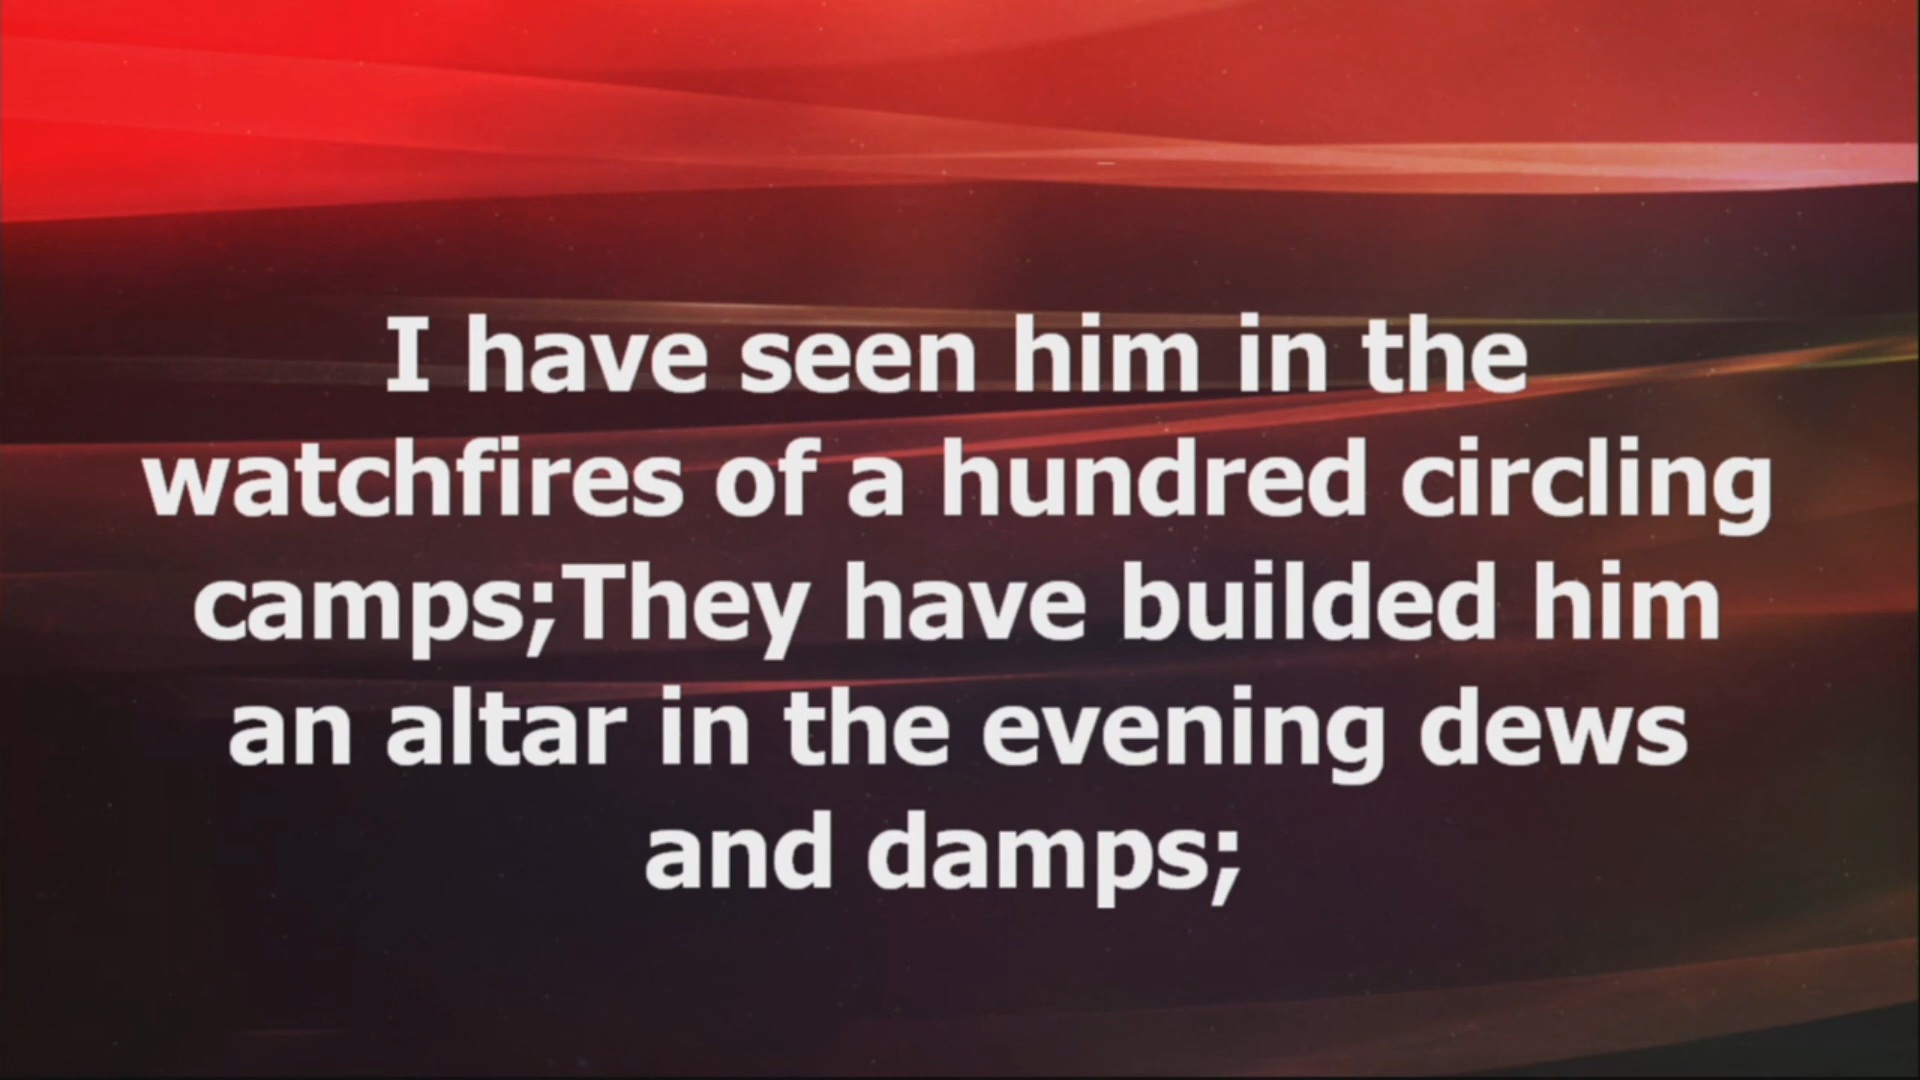 I have seen him in the
watchfires of a hundred circling
camps;They have builded him
an altar in the evening dews
and damps;